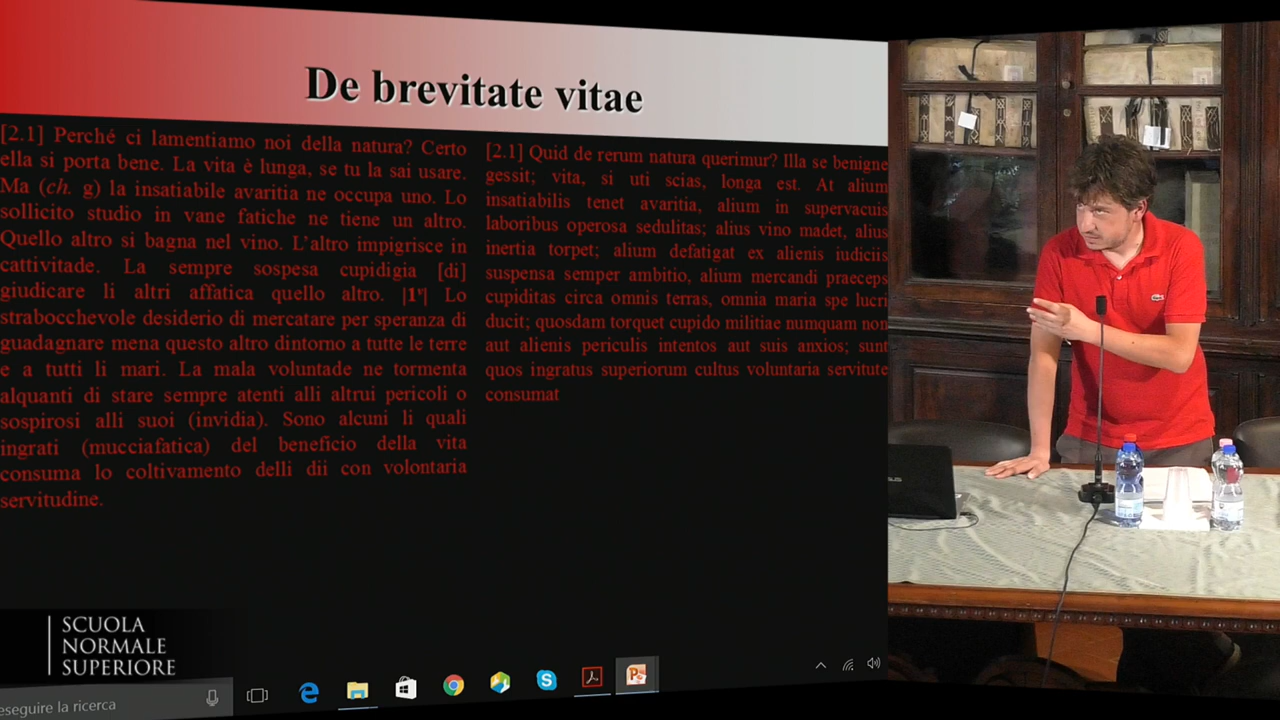 De brevitate vitae
[2.1] Perché ci lamentiamo noi della natura? Certo
ella si porta bene. La vita è lunga, se tu la sai usare.
Ma (ch. g) la insatiabile avaritia ne occupa uno. Lo
sollicito studio in vane fatiche ne tiene un altro.
Quello altro si bagna nel vino. L'altro impigrisce in
cattivitade. La sempre sospesa cupidigia [di]
giudicare li altri affatica quello altro. |1ᵛ| Lo
strabocchevole desiderio di mercatare per speranza di
guadagnare mena questo altro dintorno a tutte le terre
e a tutti li mari. La mala voluntade ne tormenta
alquanti di stare sempre atenti alli altrui pericoli o
sospirosi alli suoi (invidia). Sono alcuni li quali
ingrati (mucciafatica) del beneficio della vita
consuma lo coltivamento delli dii con volontaria
servitudine.
[2.1] Quid de rerum natura querimur? Illa se benigne
gessit; vita, si uti scias, longa est. At alium
insatiabilis tenet avaritia, alium in supervacuis
laboribus operosa sedulitas; alius vino madet, alius
inertia torpet; alium defatigat ex alienis iudiciis
suspensa semper ambitio, alium mercandi praeceps
cupiditas circa omnis terras, omnia maria spe lucri
ducit; quosdam torquet cupido militiae numquam non
aut alienis periculis intentos aut suis anxios; sunt
quos ingratus superiorum cultus voluntaria servitute
consumat
SCUOLA
NORMALE
SUPERIORE
eseguire la ricerca